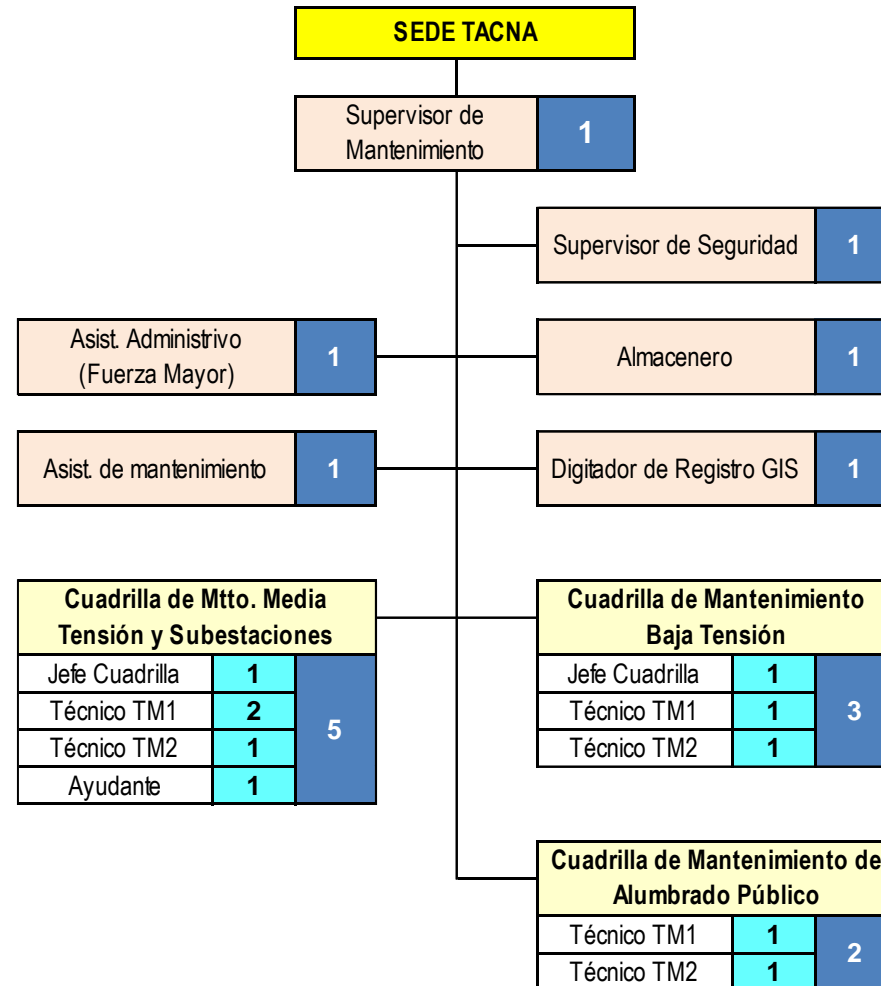 SEDE TACNA
Supervisor de
Mantenimiento
1
Supervisor de Seguridad
1
Asist. Administrivo
(Fuerza Mayor)
1
Almacenero
1
Asist. de mantenimiento
1
Digitador de Registro GIS
1
Cuadrilla de Mtto. Media
Tensión y Subestaciones
Jefe Cuadrilla 1
Técnico TM1 2
Técnico TM2 1
Ayudante 1
5
Cuadrilla de Mantenimiento
Baja Tensión
Jefe Cuadrilla 1
Técnico TM1 1
Técnico TM2 1
3
Cuadrilla de Mantenimiento de
Alumbrado Público
Técnico TM1 1
Técnico TM2 1
2